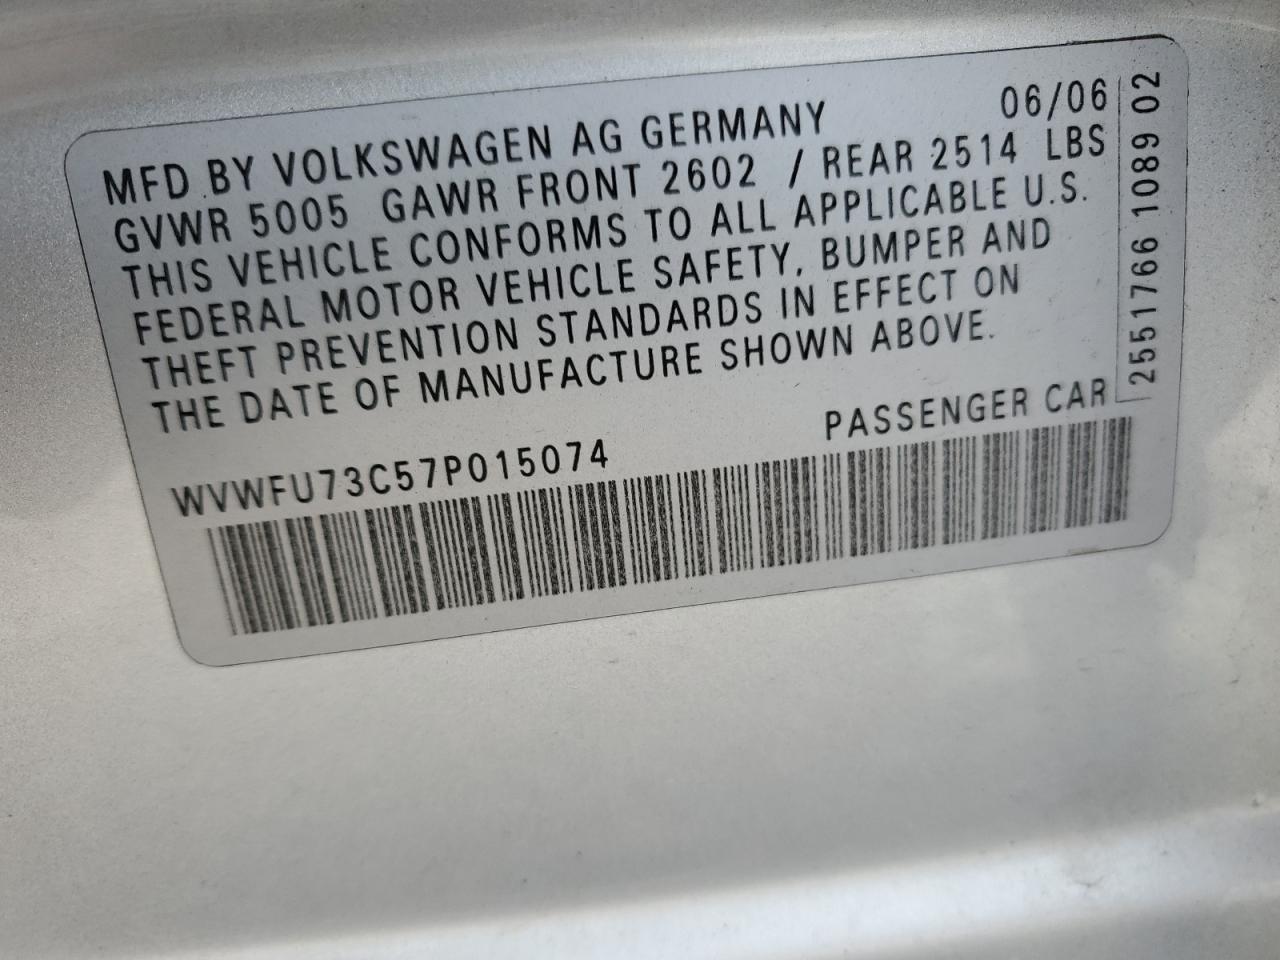 MFD BY VOLKSWAGEN AG GERMANY 06/06
GVWR 5005 GAWR FRONT 2602 / REAR 2514 LBS
THIS VEHICLE CONFORMS TO ALL APPLICABLE U.S.
FEDERAL MOTOR VEHICLE SAFETY, BUMPER AND
THEFT PREVENTION STANDARDS IN EFFECT ON
THE DATE OF MANUFACTURE SHOWN ABOVE.
WVWFU73C57P015074 PASSENGER CAR
2551766 1089 02